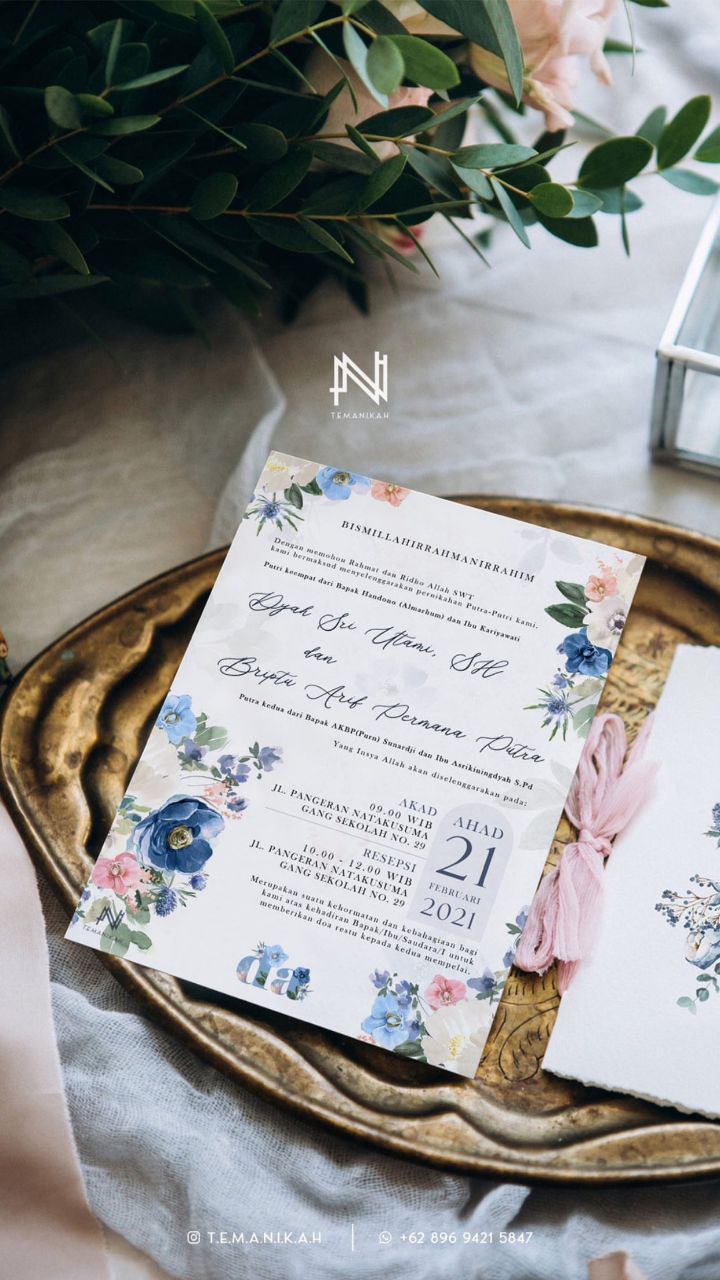 TEMANIKAH
BISMILLAHIRRAHMANIRRAHIM
Dengan memohon Rahmat dan Ridho Allah SWT
kami bermaksnd menyelenggarakan pernikahan Putra-Putri kami.
Putri keempat dari Bapak Handono (Almarhum) dan Ibu Kariyawati
Dyah Sri Utami, SH
dan
Briptu Arif Permana Putra
Putra kedua dari Bapak AKBP(Purn) Sunardji dan Ibu Asrikiningdyah S.Pd
Yang Insya Allah akan diselenggarakan pada:
AKAD
09.00 WIB
JL. PANGERAN NATAKUSUMA
GANG SEKOLAH NO. 29
RESEPSI
10.00 - 12.00 WIB
JL. PANGERAN NATAKUSUMA
GANG SEKOLAH NO. 29
AHAD
21
FEBRUARI
2021
Merupakan suatu kehormatan dan kebahagiaan bagi
kami atas kehadiran Bapak/Ibu/Saudara/I untuk
memberikan doa restu kepada kedua mempelai.
TEMANIKAH
da
T.E.M.A.N.I.K.A.H
+62 896 9421 5847